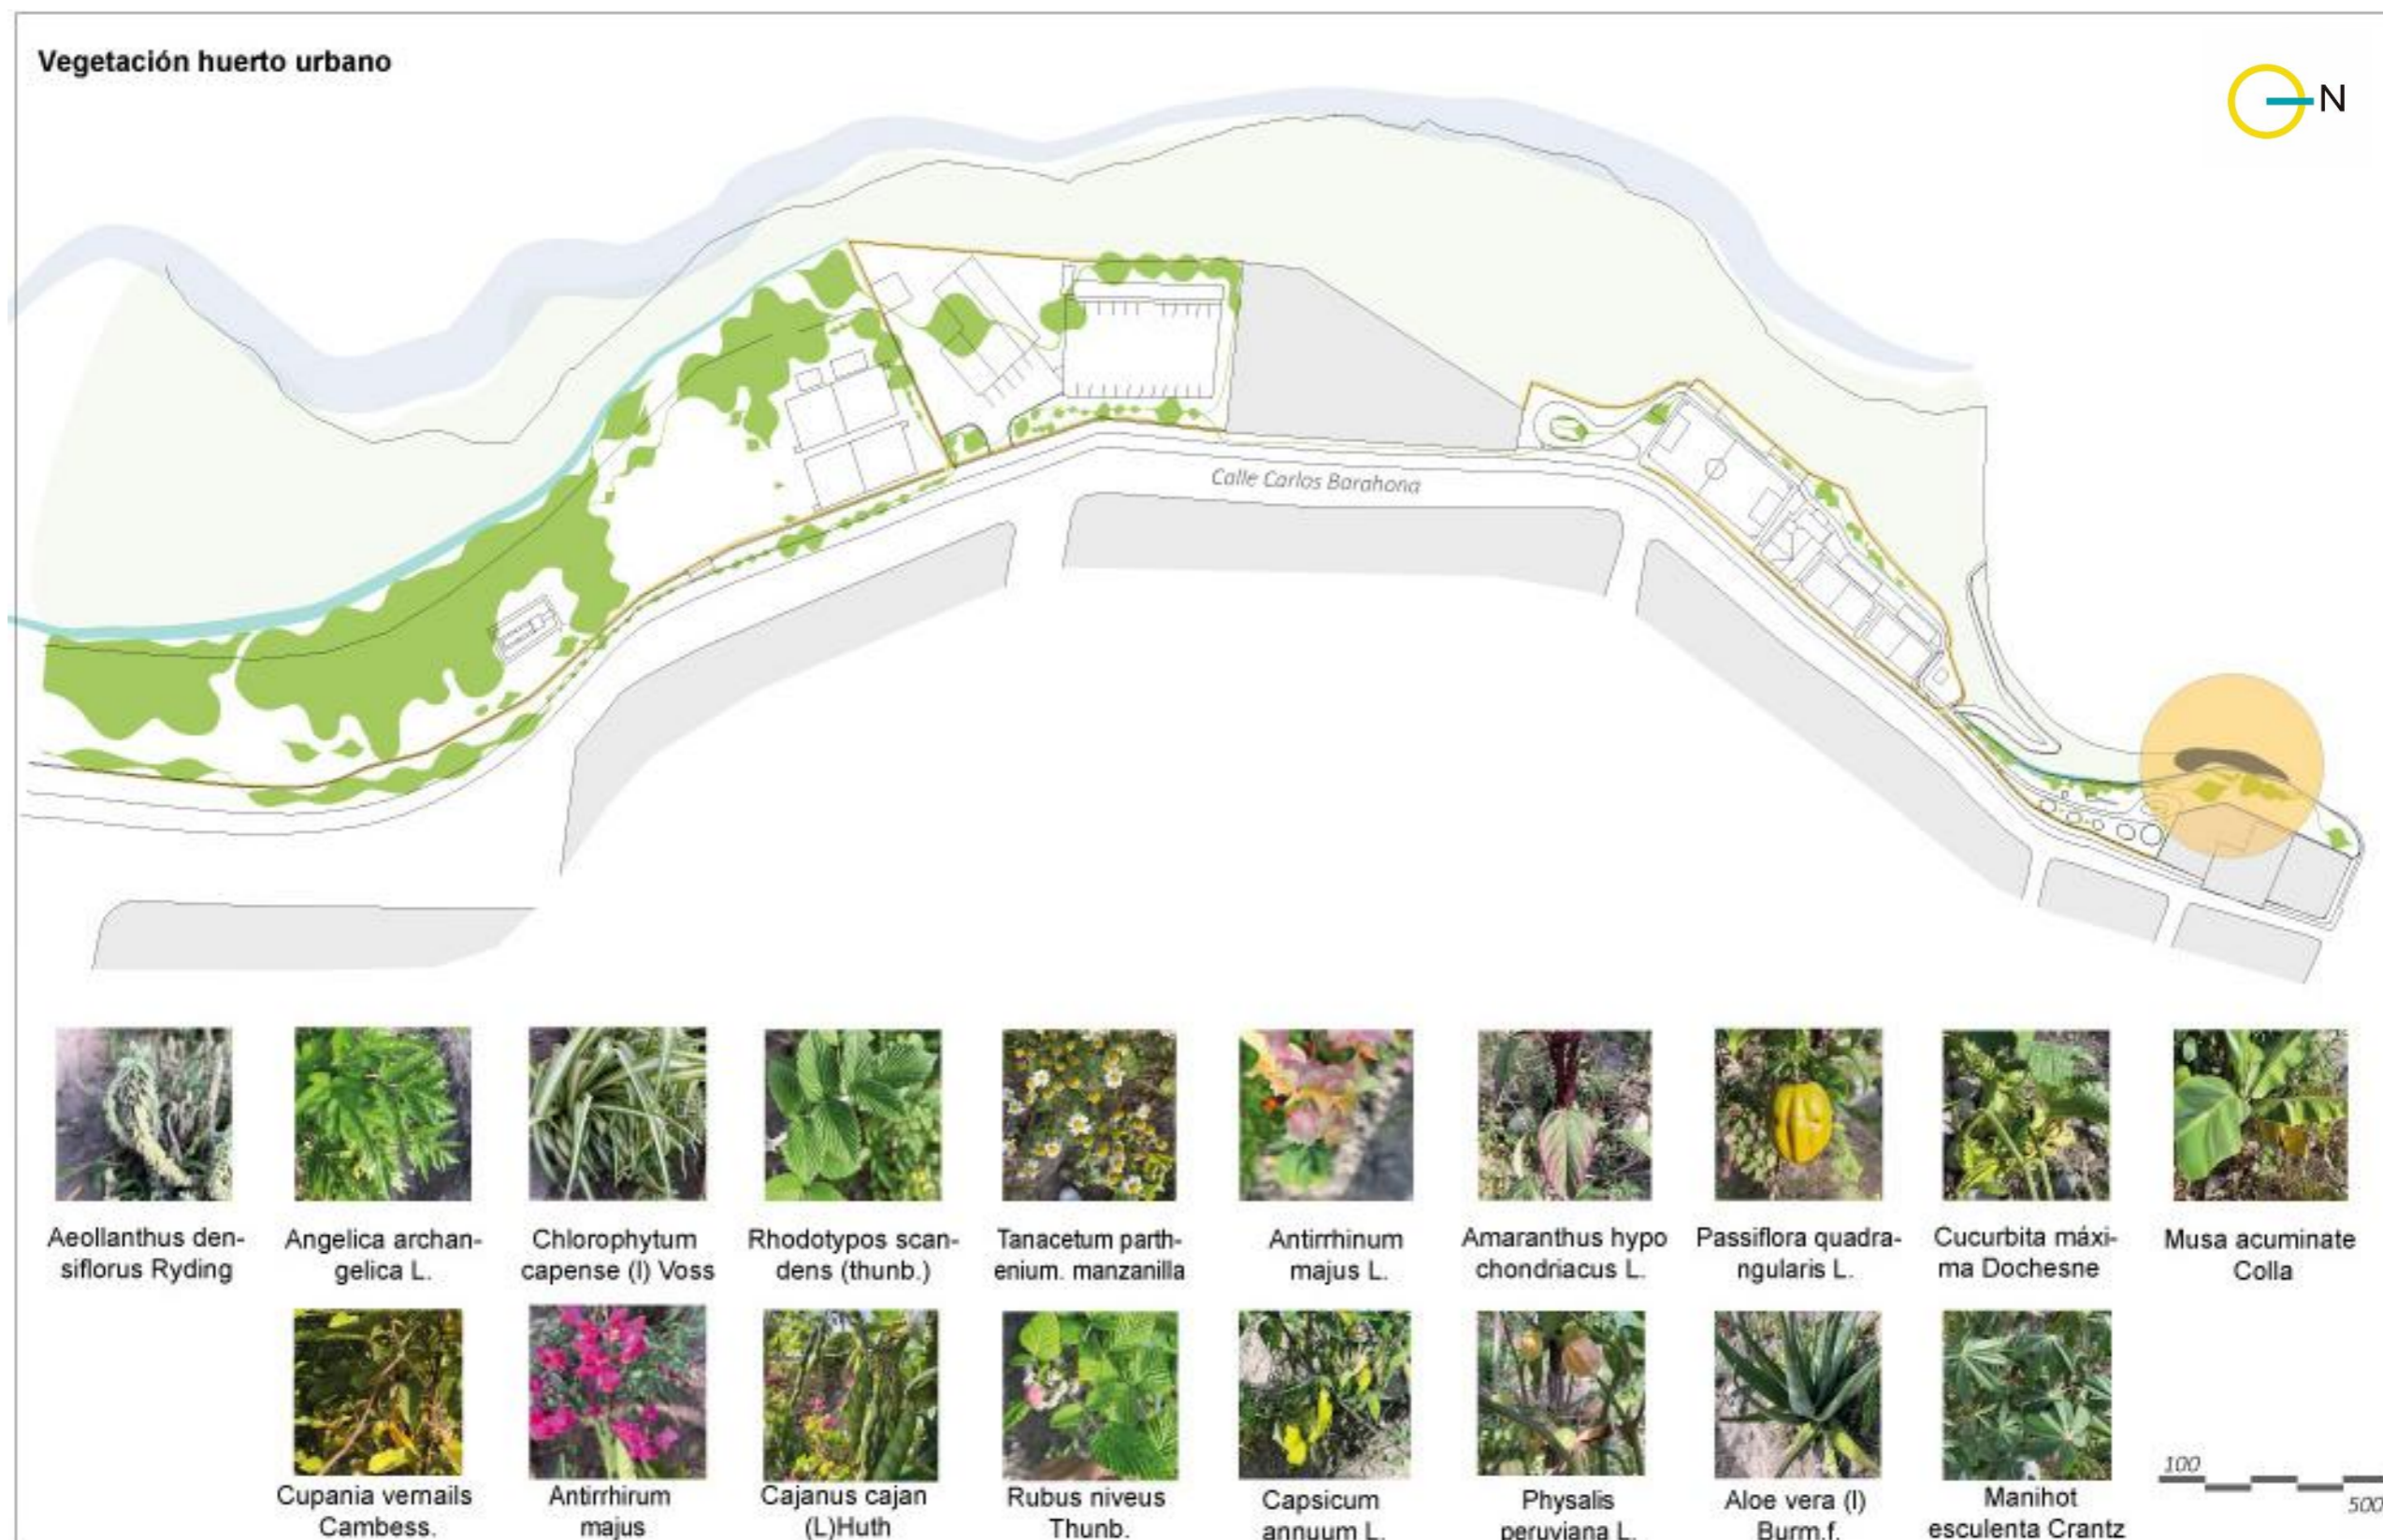 Vegetación huerto urbano
N
Calle Carlos Barahona
Aeollanthus den-
siflorus Ryding
Angelica archan-
gelica L.
Chlorophytum
capense (l) Voss
Rhodotypos scan-
dens (thunb.)
Tanacetum parth-
enium. manzanilla
Antirrhinum
majus L.
Amaranthus hypo
chondriacus L.
Passiflora quadra-
ngularis L.
Cucurbita máxi-
ma Dochesne
Musa acuminate
Colla
Cupania vernails
Cambess.
Antirrhirum
majus
Cajanus cajan
(L)Huth
Rubus niveus
Thunb.
Capsicum
annuum L.
Physalis
peruviana L.
Aloe vera (l)
Burm.f.
Manihot
esculenta Crantz
100
500